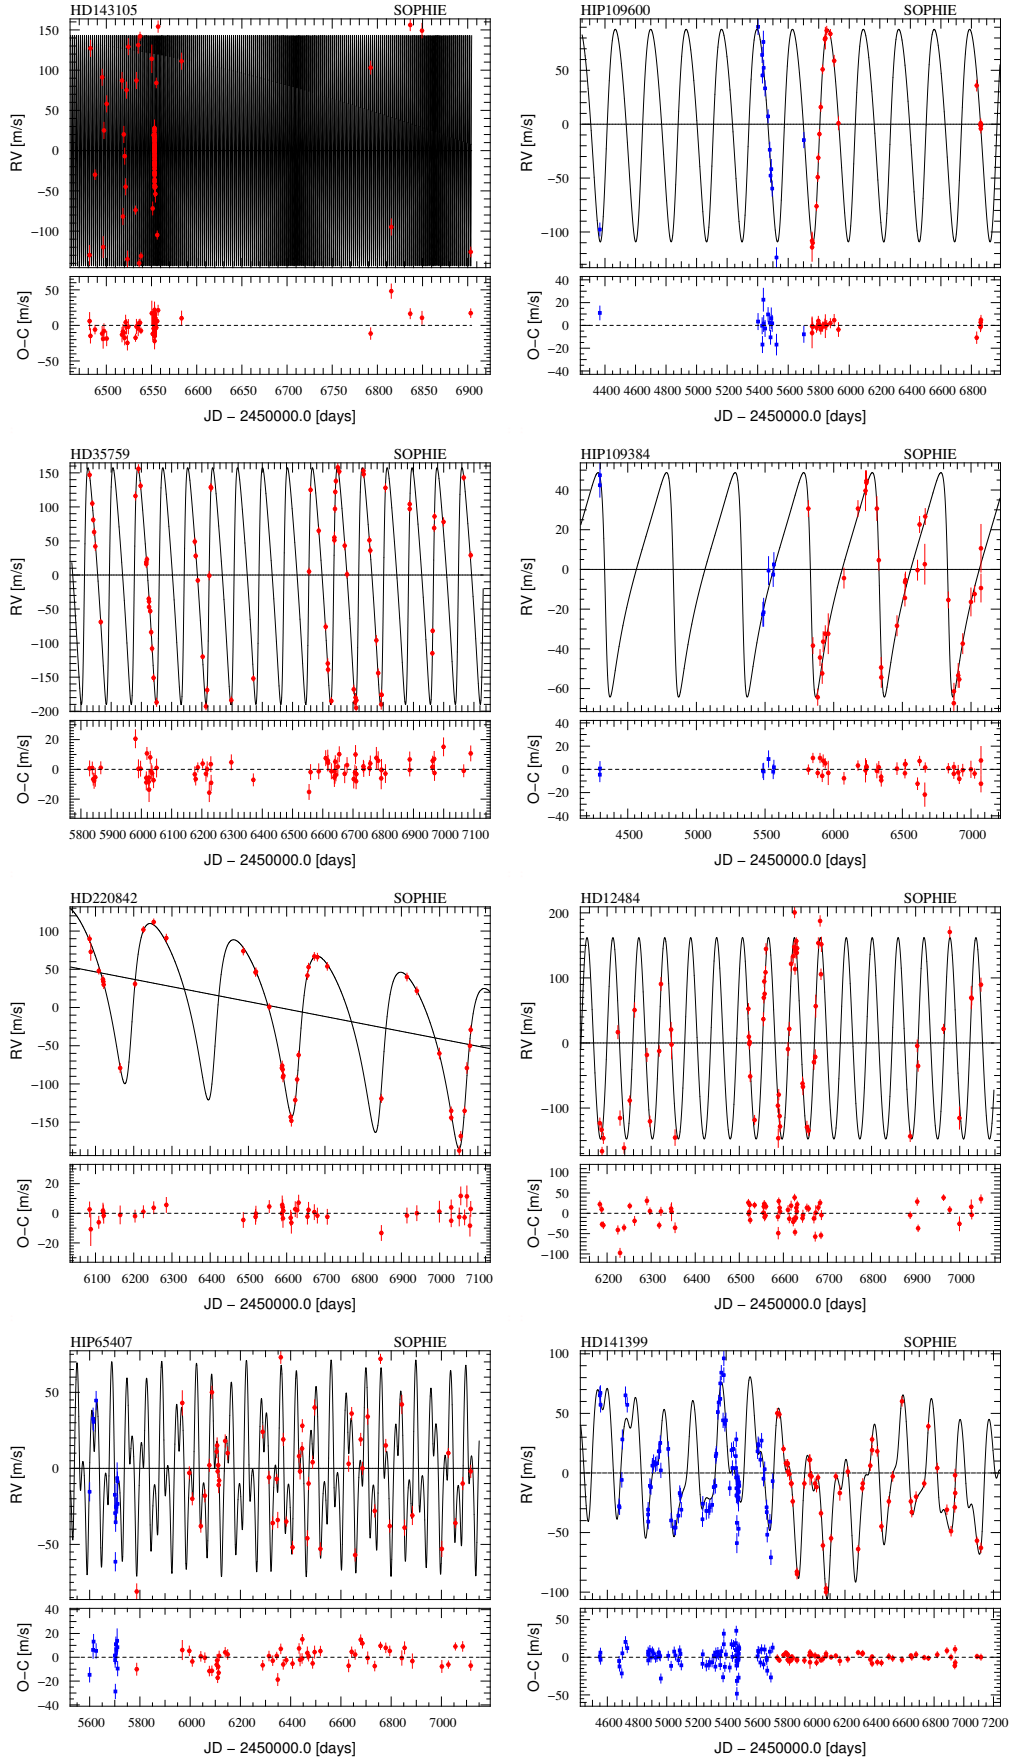 HD143105 SOPHIE
RV [m/s]
150
100
50
0
−50
−100
O−C [m/s]
50
0
−50
6500 6550 6600 6650 6700 6750 6800 6850 6900
JD − 2450000.0 [days]
HIP109600 SOPHIE
RV [m/s]
50
0
−50
−100
O−C [m/s]
40
20
0
−20
−40
4400 4600 4800 5000 5200 5400 5600 5800 6000 6200 6400 6600 6800
JD − 2450000.0 [days]
HD35759 SOPHIE
RV [m/s]
150
100
50
0
−50
−100
−150
−200
O−C [m/s]
20
0
−20
5800 5900 6000 6100 6200 6300 6400 6500 6600 6700 6800 6900 7000 7100
JD − 2450000.0 [days]
HIP109384 SOPHIE
RV [m/s]
40
20
0
−20
−40
−60
O−C [m/s]
40
20
0
−20
−40
4500 5000 5500 6000 6500 7000
JD − 2450000.0 [days]
HD220842 SOPHIE
RV [m/s]
100
50
0
−50
−100
−150
O−C [m/s]
20
0
−20
6100 6200 6300 6400 6500 6600 6700 6800 6900 7000 7100
JD − 2450000.0 [days]
HD12484 SOPHIE
RV [m/s]
200
100
0
−100
O−C [m/s]
100
50
0
−50
−100
6200 6300 6400 6500 6600 6700 6800 6900 7000
JD − 2450000.0 [days]
HIP65407 SOPHIE
RV [m/s]
50
0
−50
O−C [m/s]
40
20
0
−20
−40
5600 5800 6000 6200 6400 6600 6800 7000
JD − 2450000.0 [days]
HD141399 SOPHIE
RV [m/s]
100
50
0
−50
−100
O−C [m/s]
50
0
−50
4600 4800 5000 5200 5400 5600 5800 6000 6200 6400 6600 6800 7000 7200
JD − 2450000.0 [days]